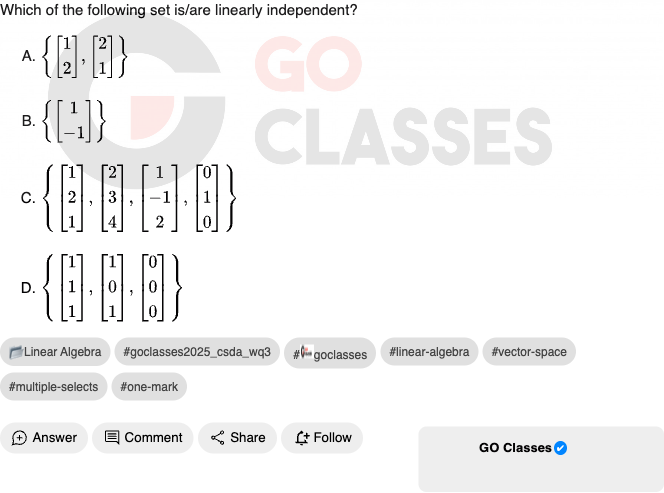 Which of the following set is/are linearly independent?
GO
CLASSES
A. { [1 2], [2 1] }
B. { [1 −1] }
C. { [1 2 1], [2 3 4], [1 −1 2], [0 1 0] }
D. { [1 1 1], [1 0 1], [0 0 0] }
Linear Algebra #goclasses2025_csda_wq3 #goclasses #linear-algebra #vector-space
#multiple-selects #one-mark
Answer Comment Share Follow
GO Classes